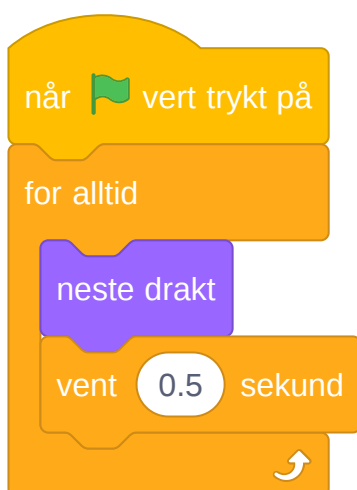 når vert trykt på
for alltid
neste drakt
vent 0.5 sekund